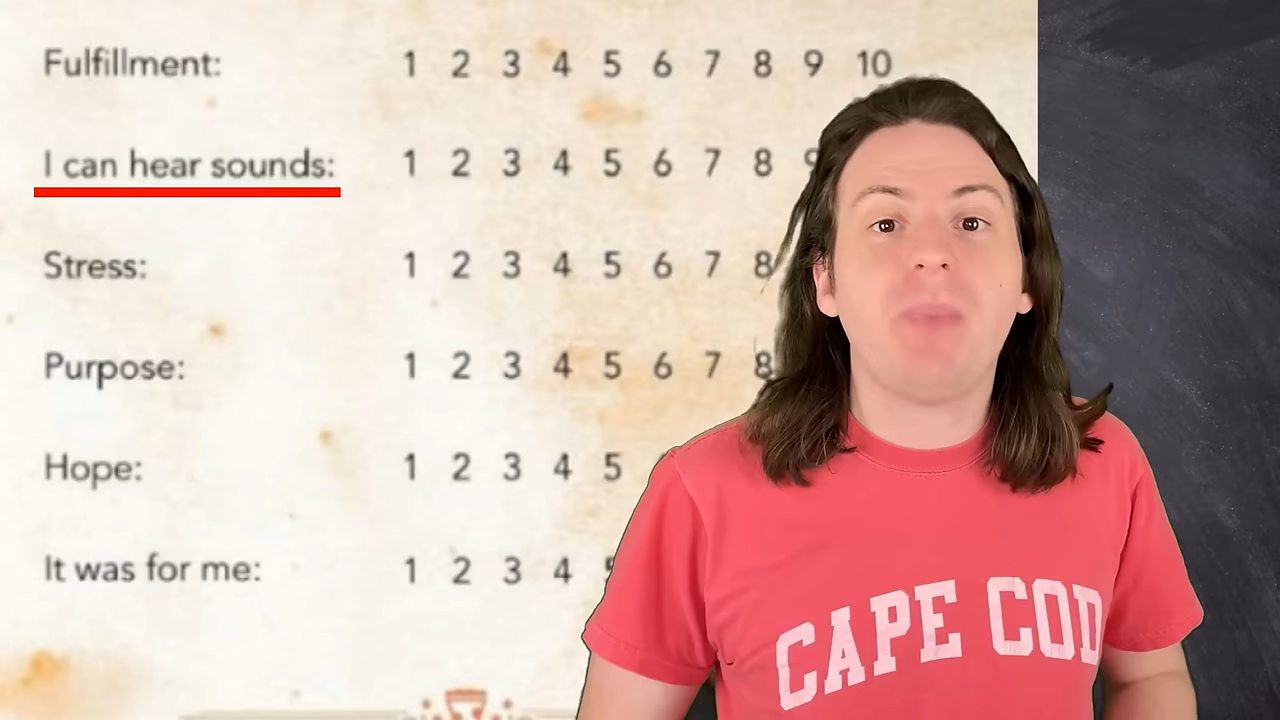 Fulfillment: 1 2 3 4 5 6 7 8 9 10
I can hear sounds: 1 2 3 4 5 6 7 8
Stress: 1 2 3 4 5 6 7 8
Purpose: 1 2 3 4 5 6 7 8
Hope: 1 2 3 4 5
It was for me: 1 2 3 4
CAPE COD